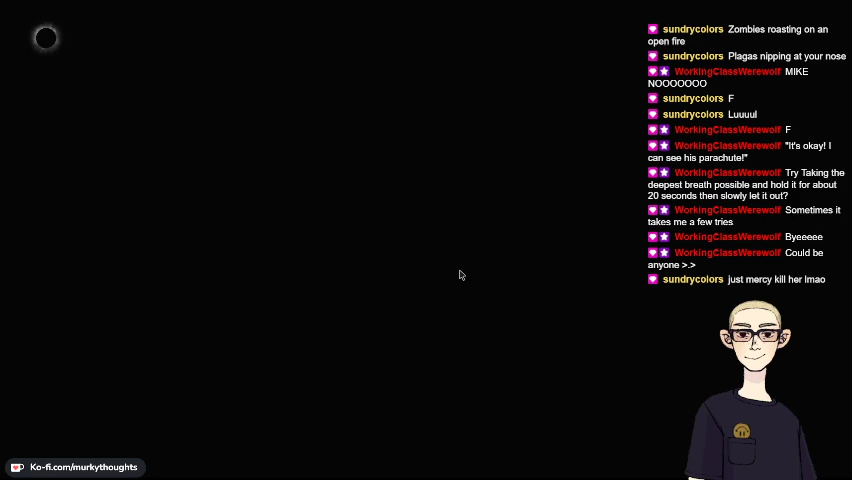 sundrycolors Zombies roasting on an
open fire
sundrycolors Plagas nipping at your nose
WorkingClassWerewolf MIKE
NOOOOOOO
sundrycolors F
sundrycolors Luuuul
WorkingClassWerewolf F
WorkingClassWerewolf "It's okay! I
can see his parachute!"
WorkingClassWerewolf Try Taking the
deepest breath possible and hold it for about
20 seconds then slowly let it out?
WorkingClassWerewolf Sometimes it
takes me a few tries
WorkingClassWerewolf Byeeeee
WorkingClassWerewolf Could be
anyone >.>
sundrycolors just mercy kill her lmao
Ko-fi.com/murkythoughts